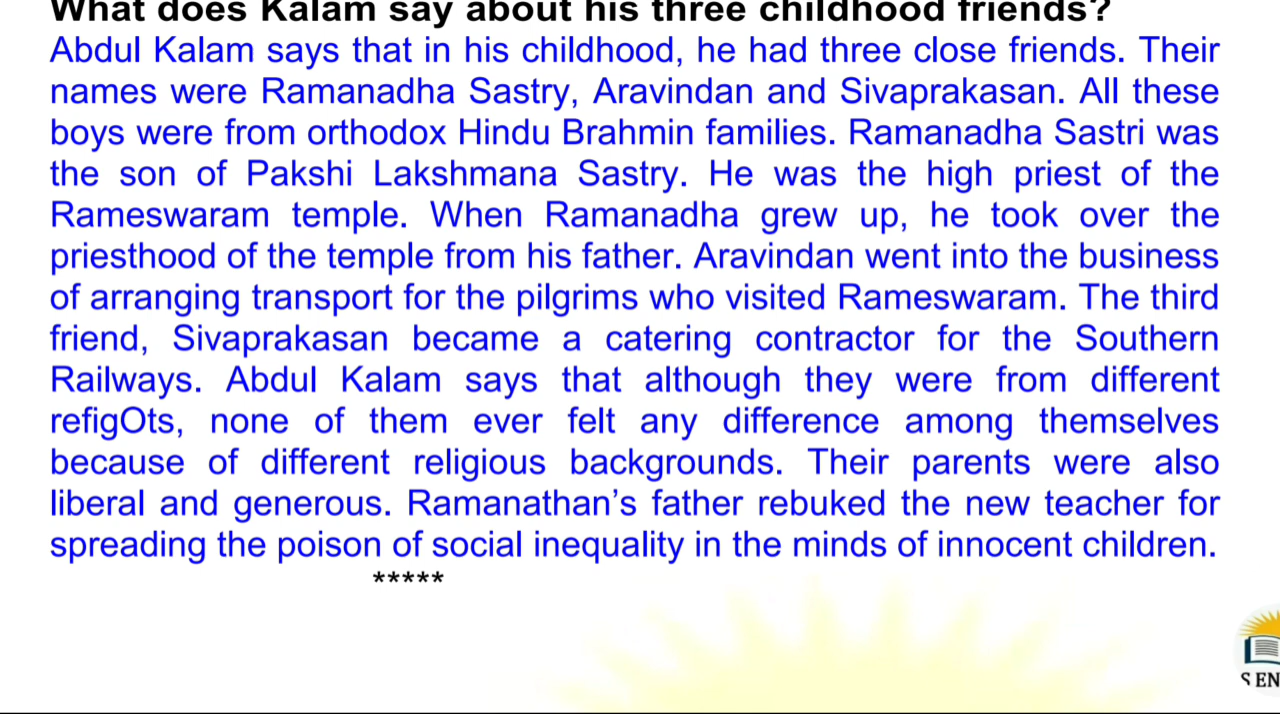 What does Kalam say about his three childhood friends?
Abdul Kalam says that in his childhood, he had three close friends. Their
names were Ramanadha Sastry, Aravindan and Sivaprakasan. All these
boys were from orthodox Hindu Brahmin families. Ramanadha Sastri was
the son of Pakshi Lakshmana Sastry. He was the high priest of the
Rameswaram temple. When Ramanadha grew up, he took over the
priesthood of the temple from his father. Aravindan went into the business
of arranging transport for the pilgrims who visited Rameswaram. The third
friend, Sivaprakasan became a catering contractor for the Southern
Railways. Abdul Kalam says that although they were from different
refigOts, none of them ever felt any difference among themselves
because of different religious backgrounds. Their parents were also
liberal and generous. Ramanathan’s father rebuked the new teacher for
spreading the poison of social inequality in the minds of innocent children.
*****